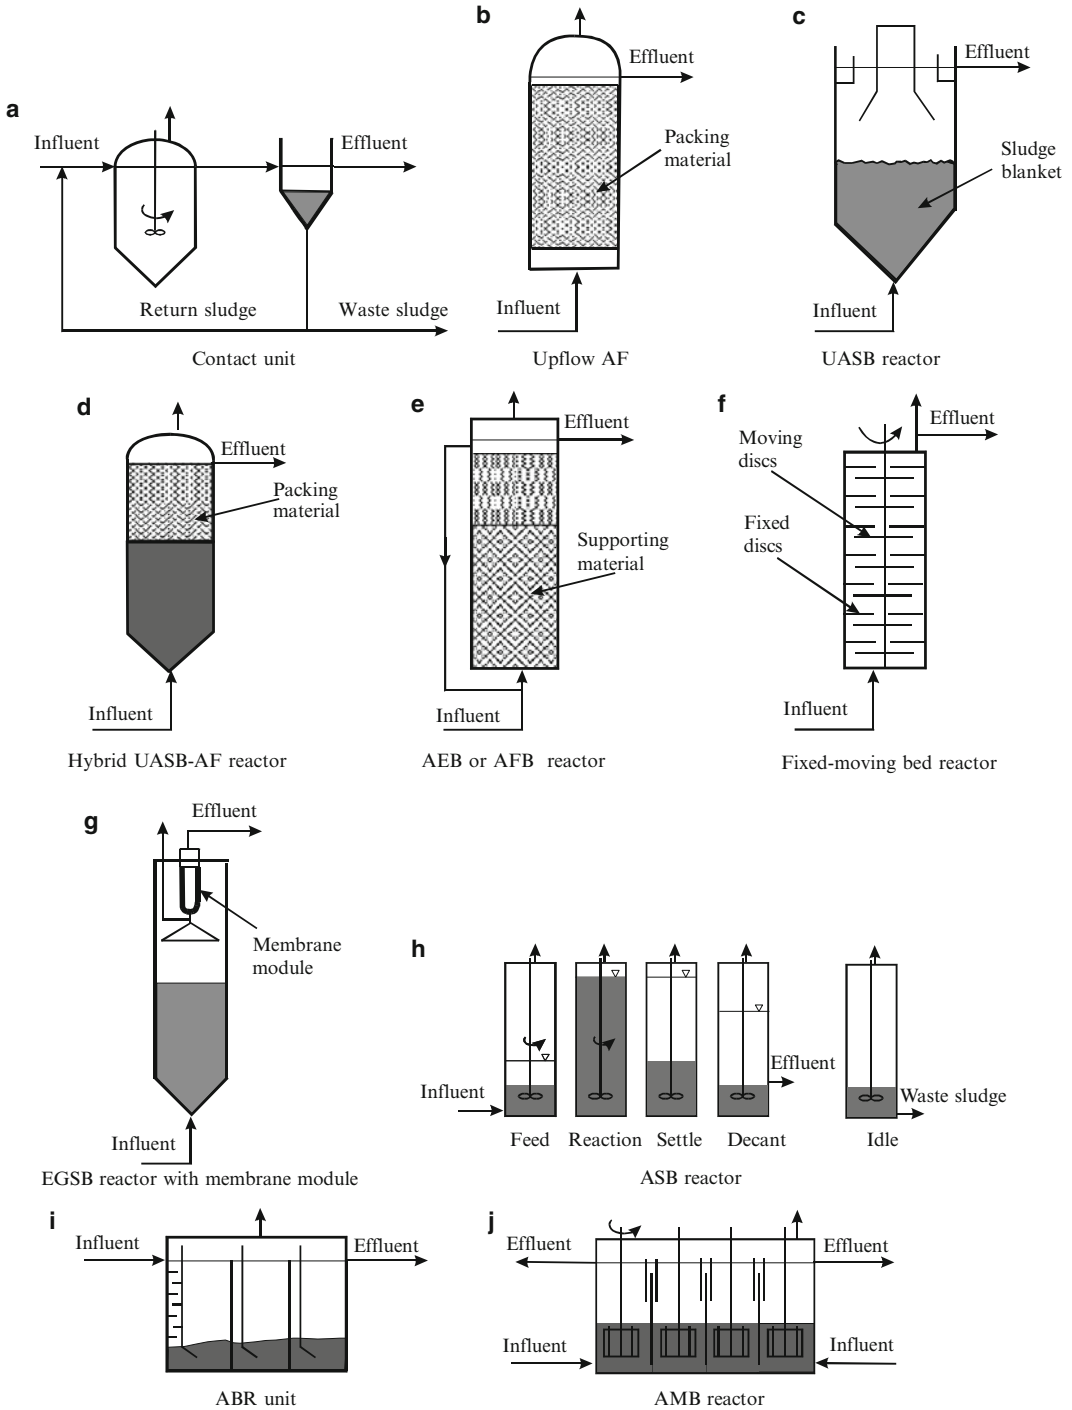 a
Influent
Effluent
Return sludge
Waste sludge
Contact unit
b
Effluent
Packing
material
Influent
Upflow AF
c
Effluent
Sludge
blanket
Influent
UASB reactor
d
Effluent
Packing
material
Influent
Hybrid UASB-AF reactor
e
Effluent
Supporting
material
Influent
AEB or AFB reactor
f
Effluent
Moving
discs
Fixed
discs
Influent
Fixed-moving bed reactor
g
Effluent
Membrane
module
Influent
EGSB reactor with membrane module
h
Influent
Effluent
Waste sludge
Feed
Reaction
Settle
Decant
Idle
ASB reactor
i
Influent
Effluent
ABR unit
j
Effluent
Effluent
Influent
Influent
AMB reactor